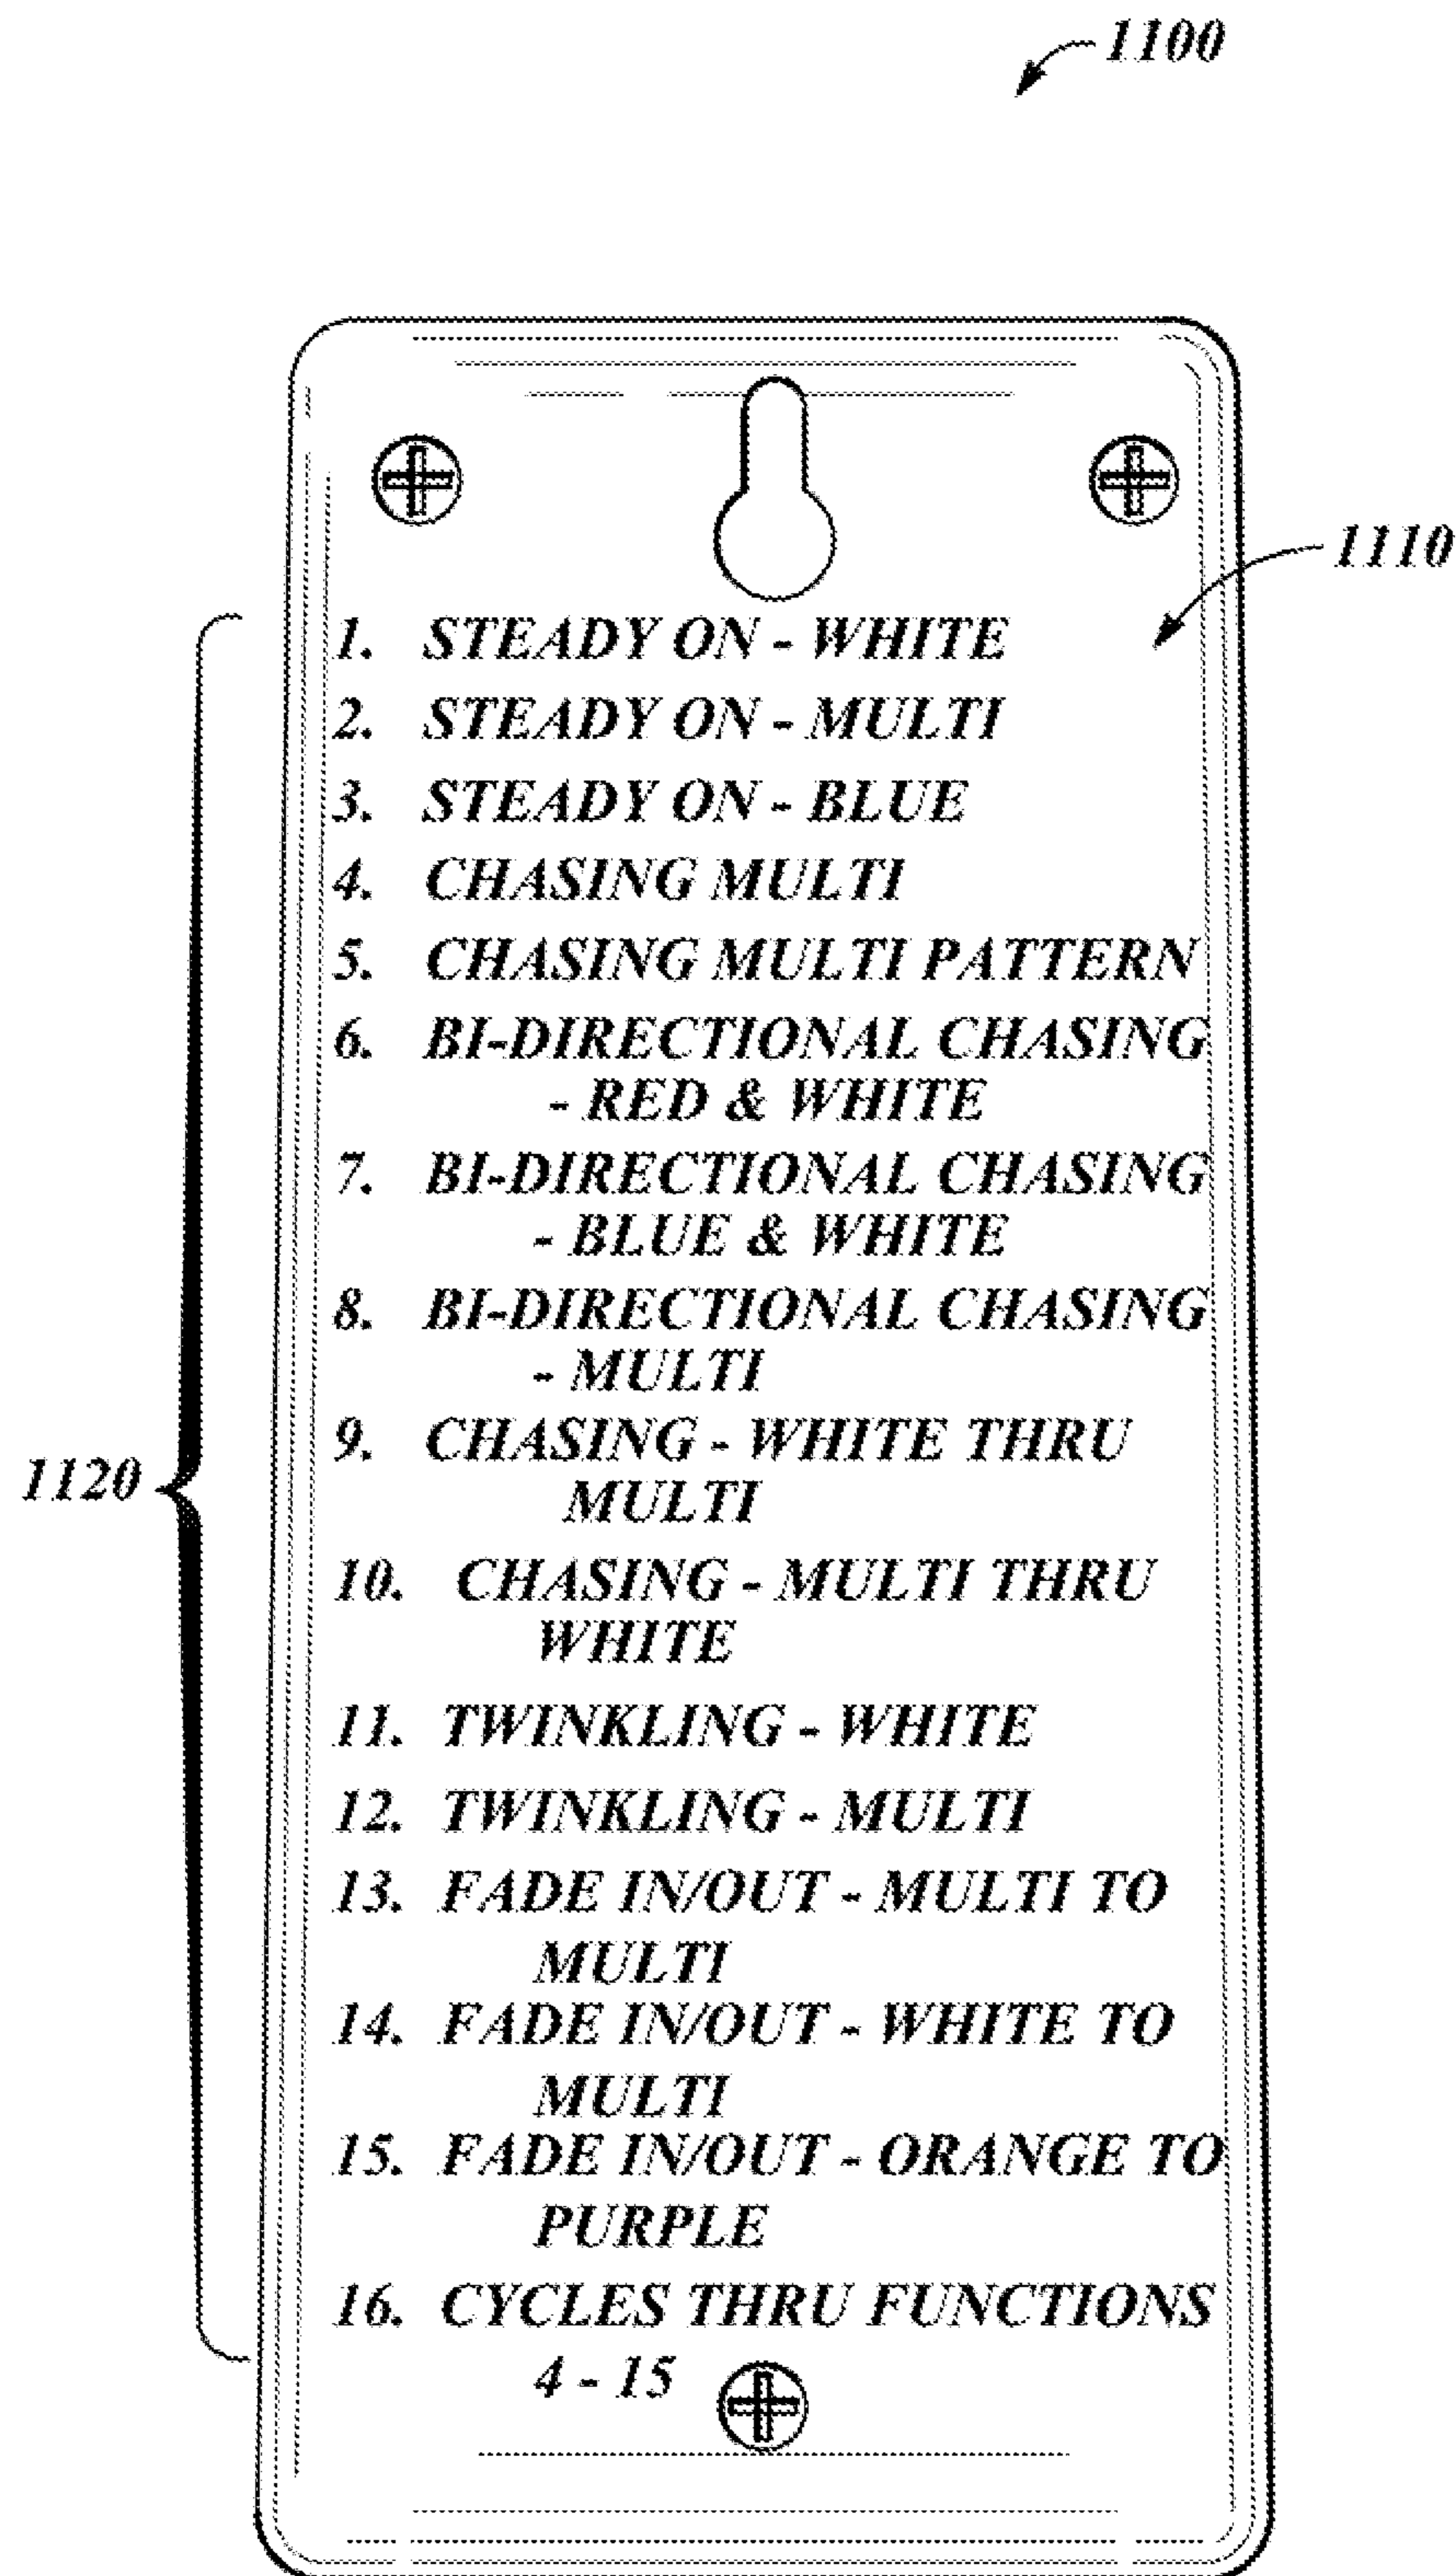 1100
1110
1. STEADY ON - WHITE
2. STEADY ON - MULTI
3. STEADY ON - BLUE
4. CHASING MULTI
5. CHASING MULTI PATTERN
6. BI-DIRECTIONAL CHASING
- RED & WHITE
7. BI-DIRECTIONAL CHASING
- BLUE & WHITE
8. BI-DIRECTIONAL CHASING
- MULTI
9. CHASING - WHITE THRU
MULTI
1120
10. CHASING - MULTI THRU
WHITE
11. TWINKLING - WHITE
12. TWINKLING - MULTI
13. FADE IN/OUT - MULTI TO
MULTI
14. FADE IN/OUT - WHITE TO
MULTI
15. FADE IN/OUT - ORANGE TO
PURPLE
16. CYCLES THRU FUNCTIONS
4 - 15